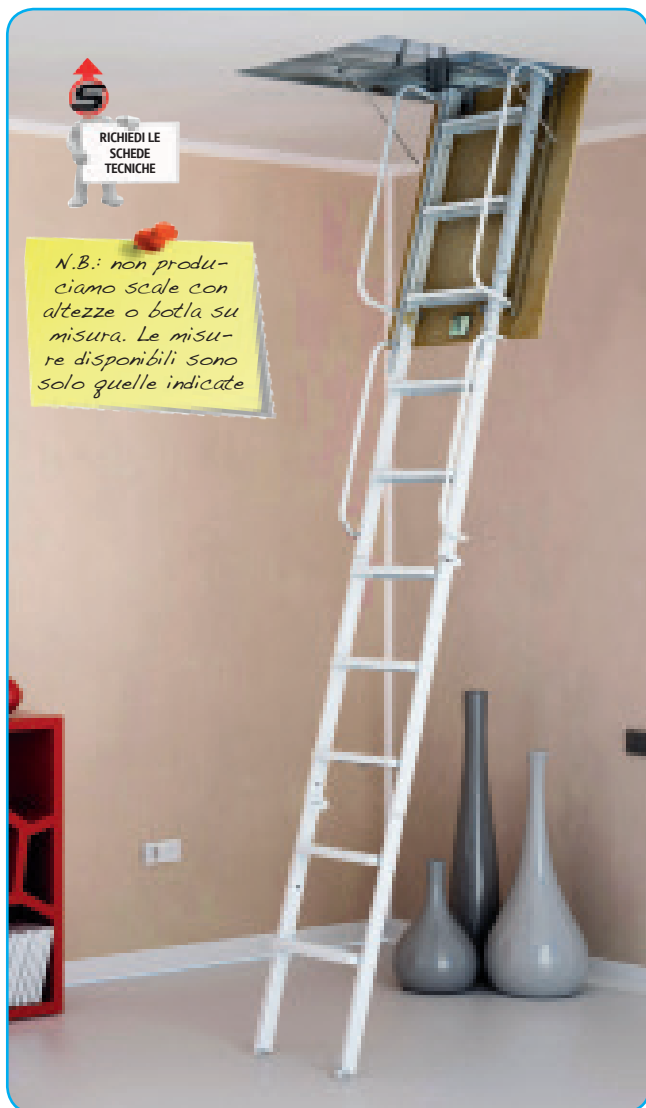 RICHIEDI LE
SCHEDE
TECNICHE
N.B.: non produ-
ciamo scale con
altezze o botla su
misura. Le misu-
re disponibili sono
solo quelle indicate